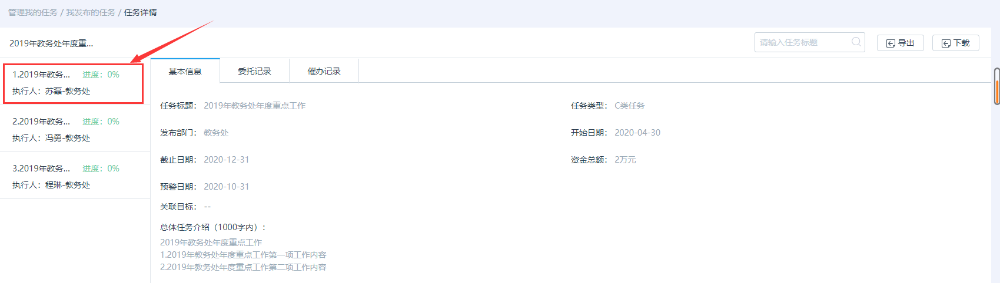 管理我的任务 / 我发布的任务 / 任务详情
2019年教务处年度重...
请输入任务标题
导出
下载
1.2019年教务... 进度：0%
执行人：苏磊-教务处
2.2019年教务... 进度：0%
执行人：冯勇-教务处
3.2019年教务... 进度：0%
执行人：程琳-教务处
基本信息 委托记录 催办记录
任务标题： 2019年教务处年度重点工作
任务类型： C类任务
发布部门： 教务处
开始日期： 2020-04-30
截止日期： 2020-12-31
资金总额： 2万元
预警日期： 2020-10-31
关联目标： --
总体任务介绍（1000字内）：
2019年教务处年度重点工作
1.2019年教务处年度重点工作第一项工作内容
2.2019年教务处年度重点工作第二项工作内容